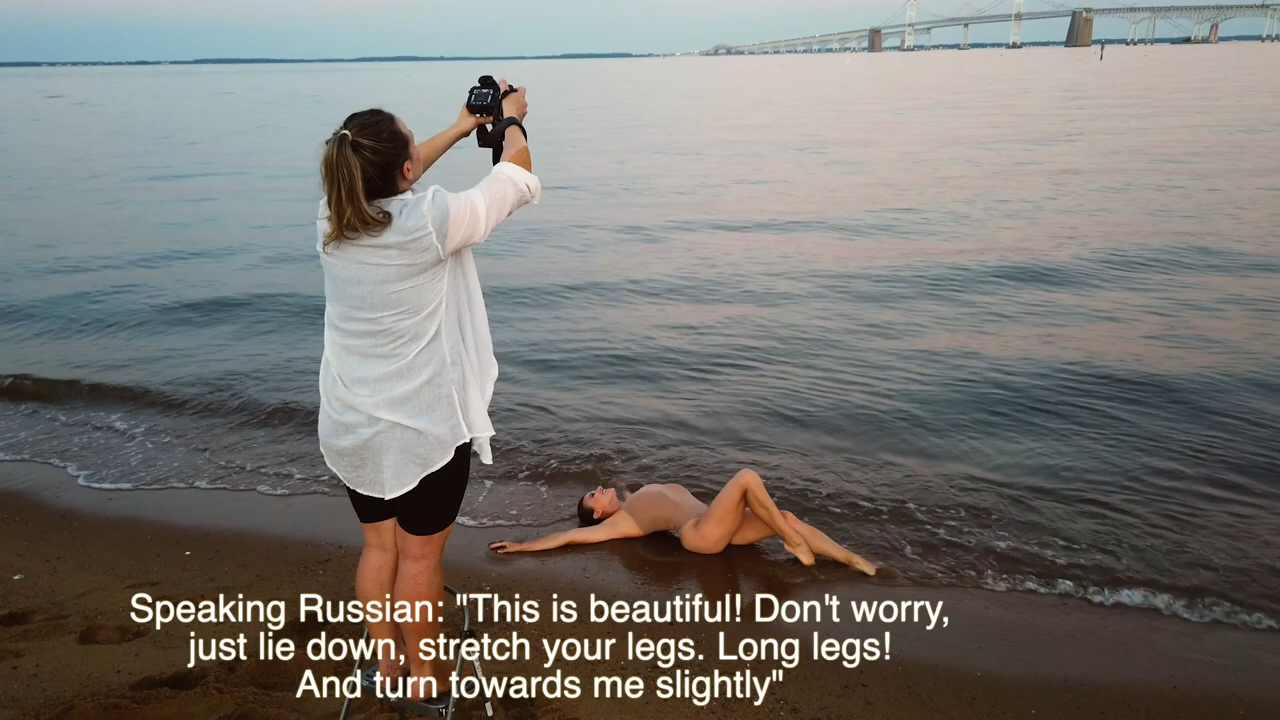 Speaking Russian: "This is beautiful! Don't worry,
just lie down, stretch your legs. Long legs!
And turn towards me slightly"